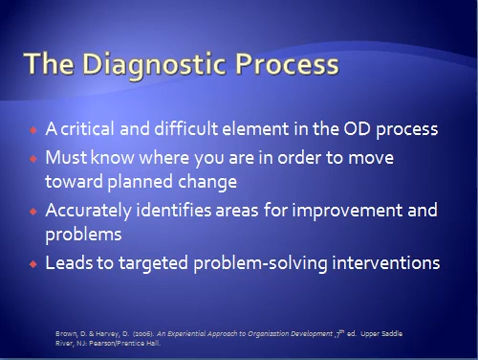 The Diagnostic Process
A critical and difficult element in the OD process
Must know where you are in order to move
toward planned change
Accurately identifies areas for improvement and
problems
Leads to targeted problem-solving interventions
Brown, D. & Harvey, D. (2006). An Experiential Approach to Organization Development ,7th ed. Upper Saddle
River, NJ: Pearson/Prentice Hall.